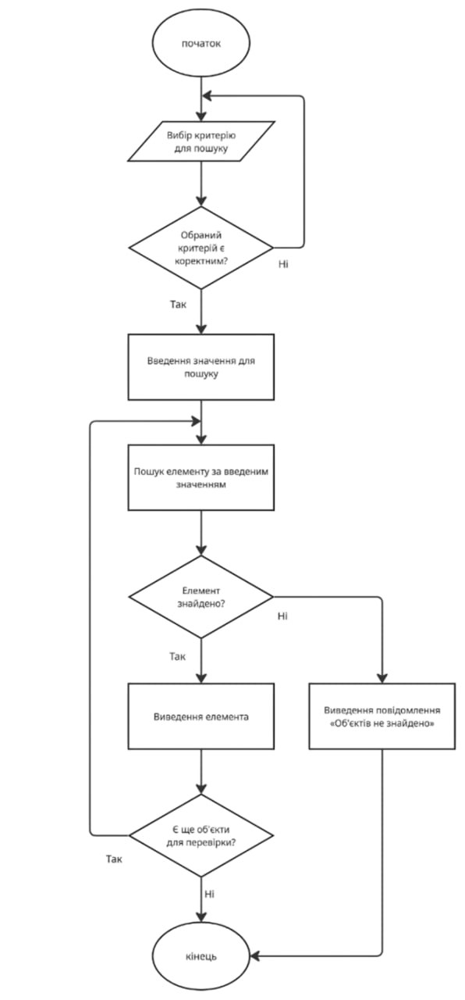 початок
Вибір критерію
для пошуку
Обраний
критерій є
коректним?
Ні
Так
Введення значення для
пошуку
Пошук елементу за введеним
значенням
Елемент
знайдено?
Ні
Так
Виведення елемента
Виведення повідомлення
«Об'єктів не знайдено»
Є ще об'єкти
для перевірки?
Так
Ні
кінець